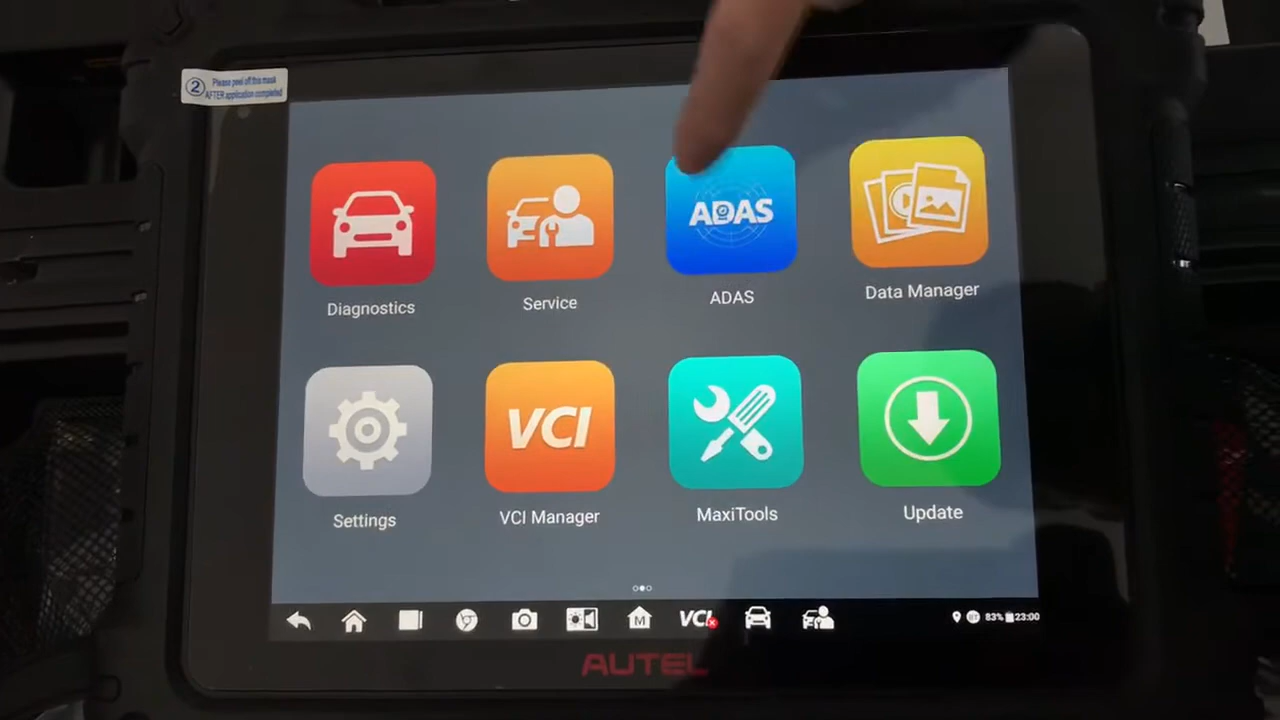 2 Please peel off this mask
AFTER application completed
ADAS
Diagnostics
Service
ADAS
Data Manager
VCI
Settings
VCI Manager
MaxiTools
Update
M
VCI
83% 23:00
AUTEL